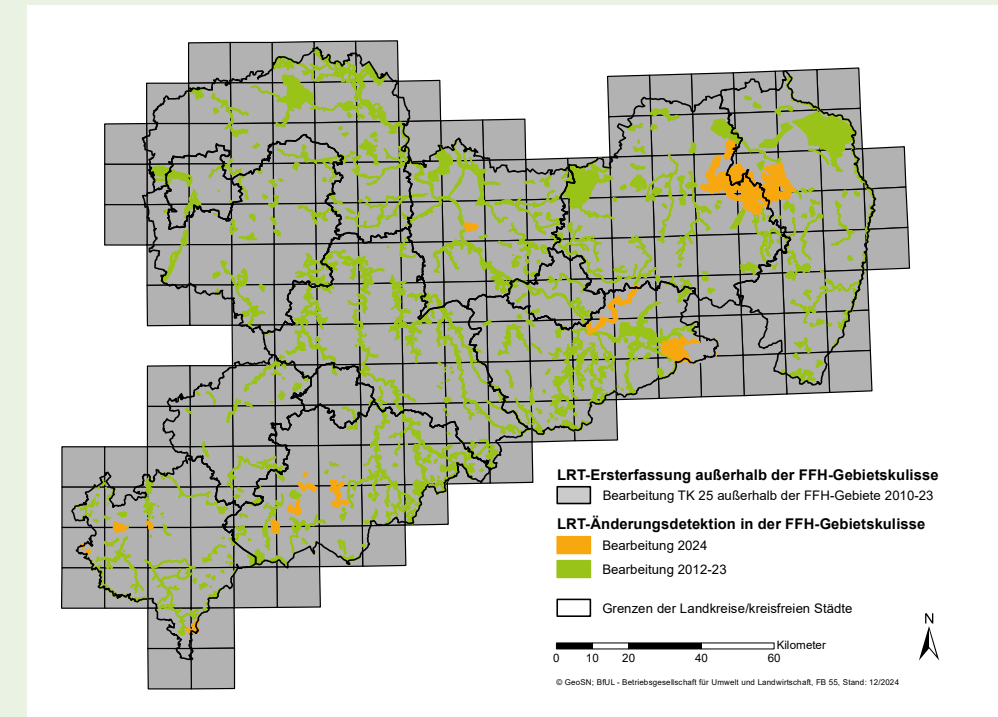 LRT-Ersterfassung außerhalb der FFH-Gebietskulisse
Bearbeitung TK 25 außerhalb der FFH-Gebiete 2010-23
LRT-Änderungsdetektion in der FFH-Gebietskulisse
Bearbeitung 2024
Bearbeitung 2012-23
Grenzen der Landkreise/kreisfreien Städte
N
Kilometer
0 10 20 40 60
© GeoSN; BfUL - Betriebsgesellschaft für Umwelt und Landwirtschaft, FB 55, Stand: 12/2024